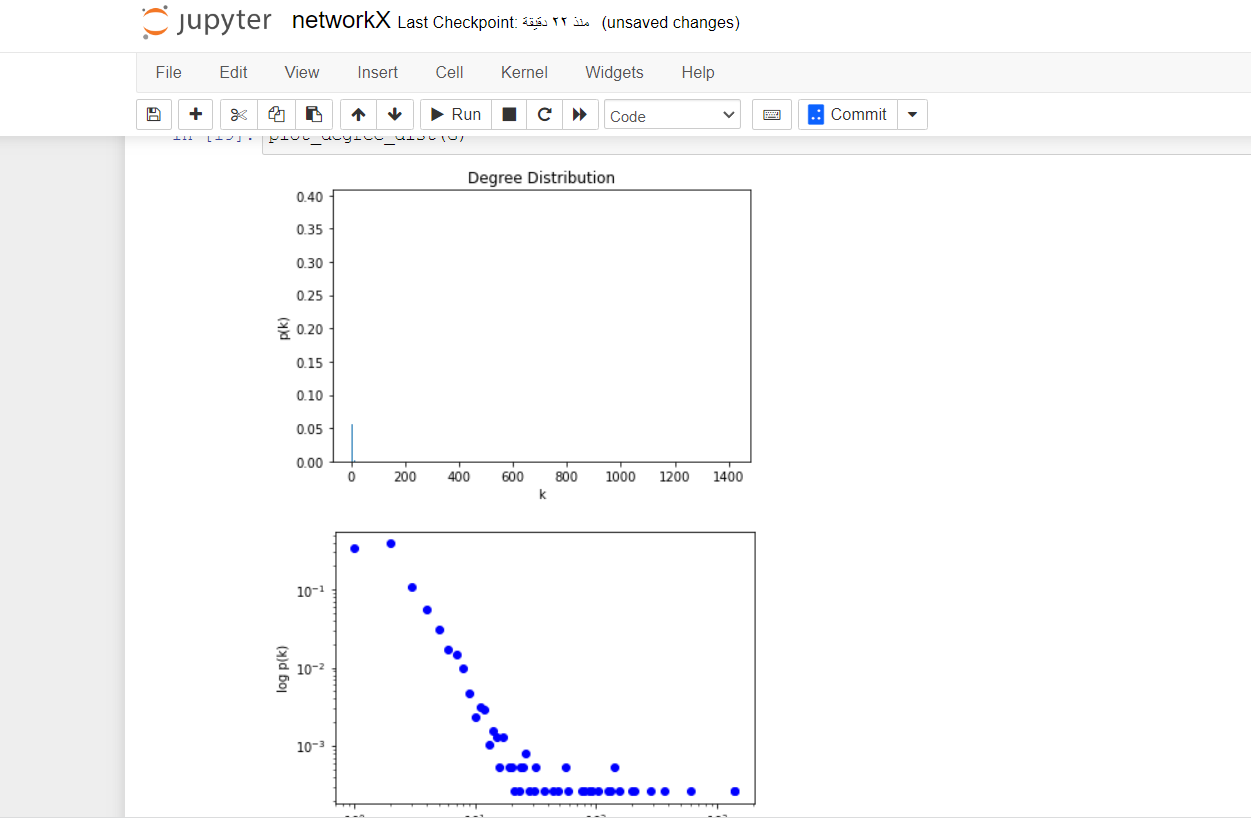 jupyter networkX Last Checkpoint: منذ ٢٢ دقيقة (unsaved changes)
File Edit View Insert Cell Kernel Widgets Help
Run Code Commit
In [19]: plot_degree_dist(G)
Degree Distribution
0.40
0.35
0.30
0.25
0.20
0.15
0.10
0.05
0.00
p(k)
0 200 400 600 800 1000 1200 1400
k
10⁻¹
10⁻²
10⁻³
log p(k)